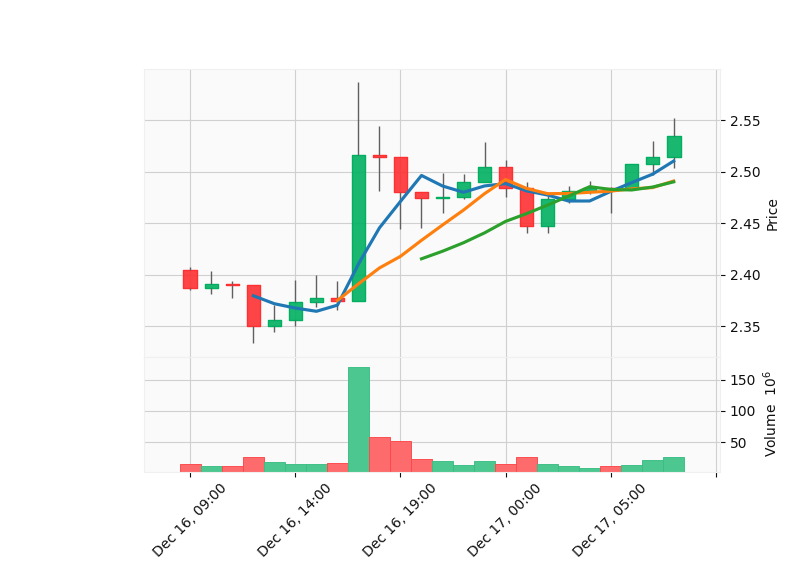 2.55
2.50
2.45
2.40
2.35
Price
150
100
50
Volume 10^6
Dec 16, 09:00
Dec 16, 14:00
Dec 16, 19:00
Dec 17, 00:00
Dec 17, 05:00